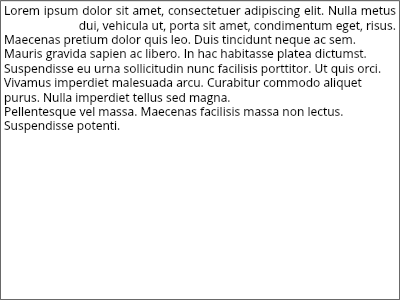 Lorem ipsum dolor sit amet, consectetuer adipiscing elit. Nulla metus
dui, vehicula ut, porta sit amet, condimentum eget, risus.
Maecenas pretium dolor quis leo. Duis tincidunt neque ac sem.
Mauris gravida sapien ac libero. In hac habitasse platea dictumst.
Suspendisse eu urna sollicitudin nunc facilisis porttitor. Ut quis orci.
Vivamus imperdiet malesuada arcu. Curabitur commodo aliquet
purus. Nulla imperdiet tellus sed magna.
Pellentesque vel massa. Maecenas facilisis massa non lectus.
Suspendisse potenti.